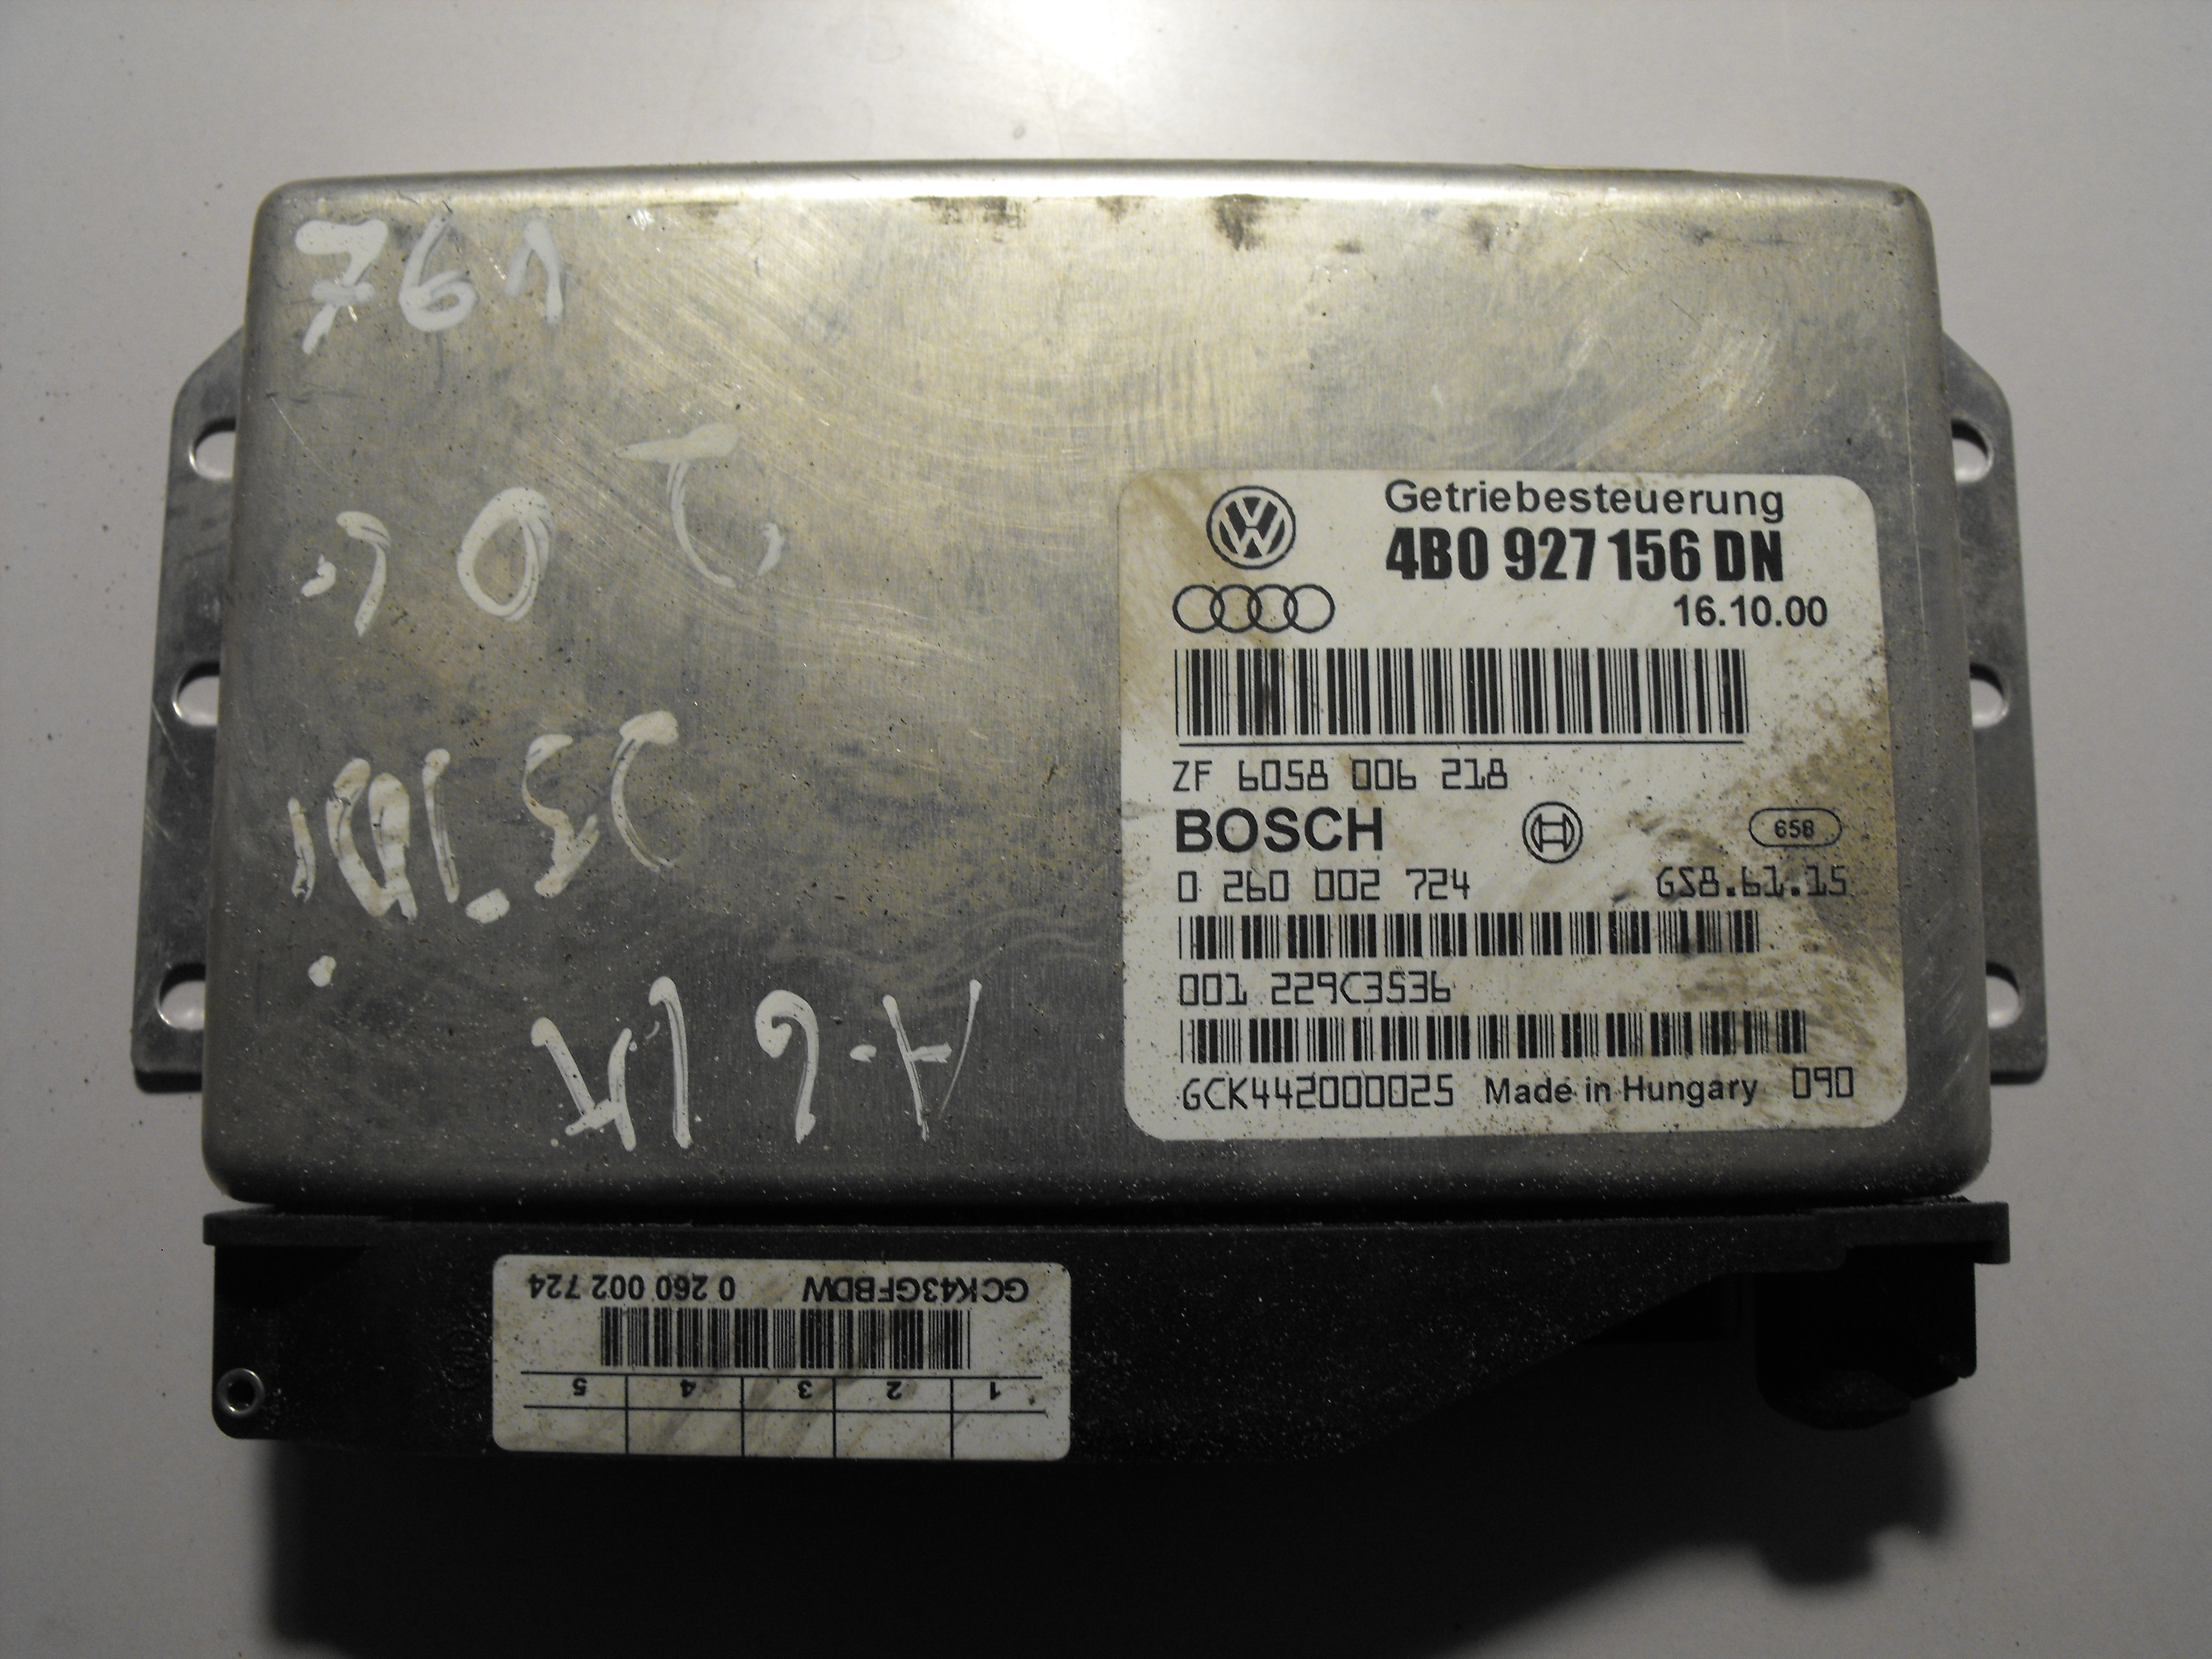 761
Getriebesteuerung
4B0 927 156 DN
16.10.00
ZF 6058 006 218
BOSCH
658
0 260 002 724 GS8.61.15
001 229C3536
GCK442000025 Made in Hungary 090
GCK43GFBDW 0 260 002 724
1 2 3 4 5